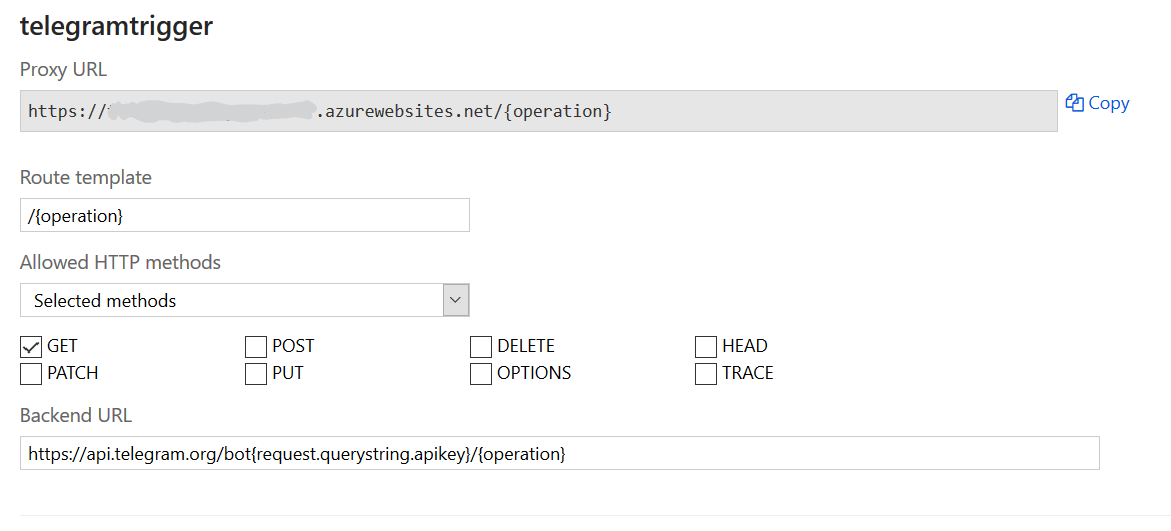 telegramtrigger
Proxy URL
https:// .azurewebsites.net/{operation}
Copy
Route template
/{operation}
Allowed HTTP methods
Selected methods
GET POST DELETE HEAD
PATCH PUT OPTIONS TRACE
Backend URL
https://api.telegram.org/bot{request.querystring.apikey}/{operation}